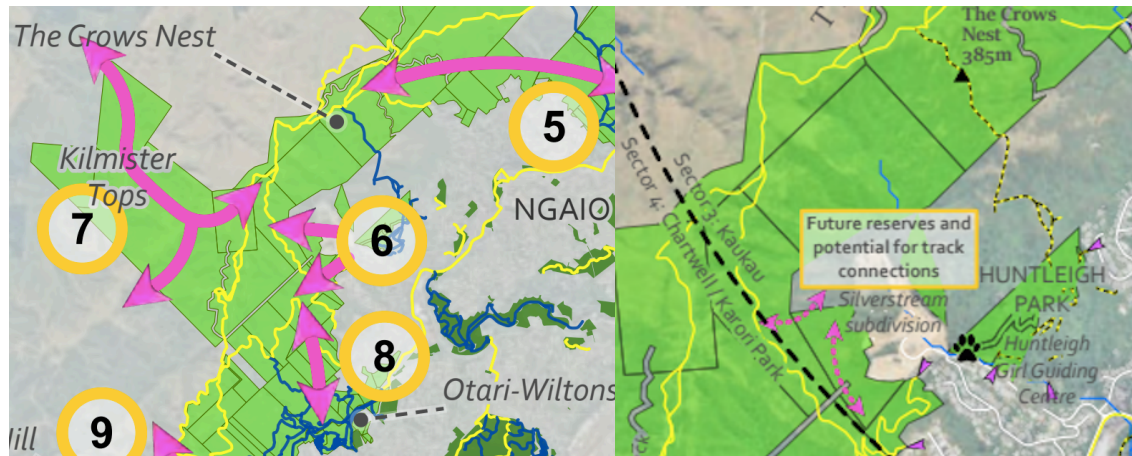 The Crows Nest
5
Kilmister
Tops
7
6
NGAIO
8
Otari-Wiltons
9
The Crows
Nest
385m
Sector 3: Kaukau
Sector 4: Chartwell / Karori Park
Future reserves and
potential for track
connections
HUNTLEIGH
PARK
Silverstream
subdivision
Huntleigh
Girl Guiding
Centre